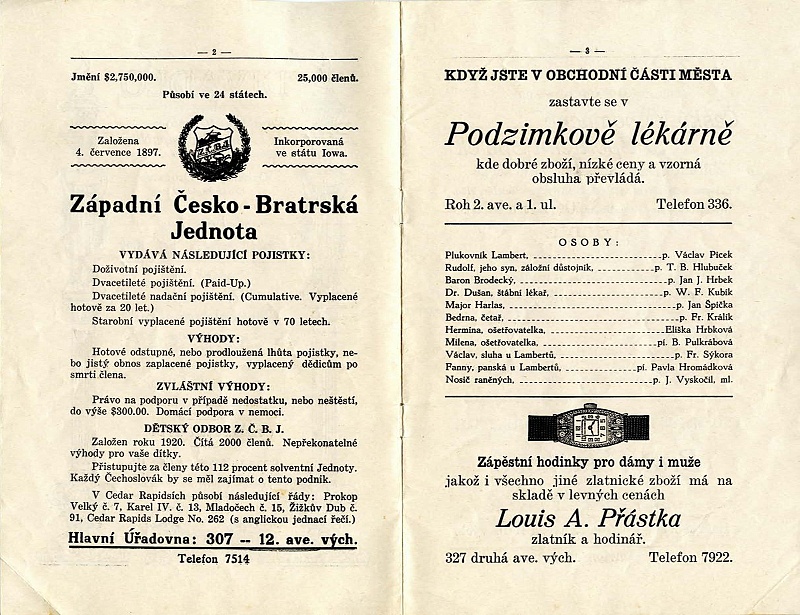 — 2 —
Jmění $2,750,000. 25,000 členů.
Působí ve 24 státech.
Založena
4. července 1897.
Z.Č.B.J.
Inkorporovaná
ve státu Iowa.
Západní Česko-Bratrská
Jednota
VYDÁVÁ NÁSLEDUJÍCÍ POJISTKY:
Doživotní pojištění.
Dvacetileté pojištění. (Paid-Up.)
Dvacetileté nadační pojištění. (Cumulative. Vyplacené
hotově za 20 let.)
Starobní vyplacené pojištění hotově v 70 letech.
VÝHODY:
Hotové odstupné, nebo prodloužená lhůta pojistky, ne-
bo jistý obnos zaplacené pojistky, vyplacený dědicům po
smrti člena.
ZVLÁŠTNÍ VÝHODY:
Právo na podporu v případě nedostatku, nebo neštěstí,
do výše $300.00. Domácí podpora v nemoci.
DĚTSKÝ ODBOR Z. Č. B. J.
Založen roku 1920. Čítá 2000 členů. Nepřekonatelné
výhody pro vaše dítky.
Přistupujte za členy této 112 procent solventní Jednoty.
Každý Čechoslovák by se měl zajímat o tento podnik.
V Cedar Rapidsích působí následující řády: Prokop
Velký č. 7, Karel IV. č. 13, Mladočech č. 15, Žižkův Dub č.
91, Cedar Rapids Lodge No. 262 (s anglickou jednací řečí.)
Hlavní Úřadovna: 307 -- 12. ave. vých.
Telefon 7514
— 3 —
KDYŽ JSTE V OBCHODNÍ ČÁSTI MĚSTA
zastavte se v
Podzimkově lékárně
kde dobré zboží, nízké ceny a vzorná
obsluha převládá.
Roh 2. ave. a 1. ul. Telefon 336.
OSOBY:
Plukovník Lambert, p. Václav Picek
Rudolf, jeho syn, záložní důstojník, p. T. B. Hlubuček
Baron Brodecký, p. Jan J. Hrbek
Dr. Dušan, štábní lékař, p. W. F. Kubík
Major Harlas, p. Jan Špička
Bedrna, četař, p. Fr. Králík
Hermina, ošetřovatelka, Eliška Hrbková
Milena, ošetřovatelka, pí. B. Pulkrábová
Václav, sluha u Lambertů, p. Fr. Sýkora
Fanny, panská u Lambertů, pí. Pavla Hromádková
Nosič raněných, p. J. Vyskočil, ml.
Zápěstní hodinky pro dámy i muže
jakož i všechno jiné zlatnické zboží má na
skladě v levných cenách
Louis A. Přástka
zlatník a hodinář.
327 druhá ave. vých. Telefon 7922.